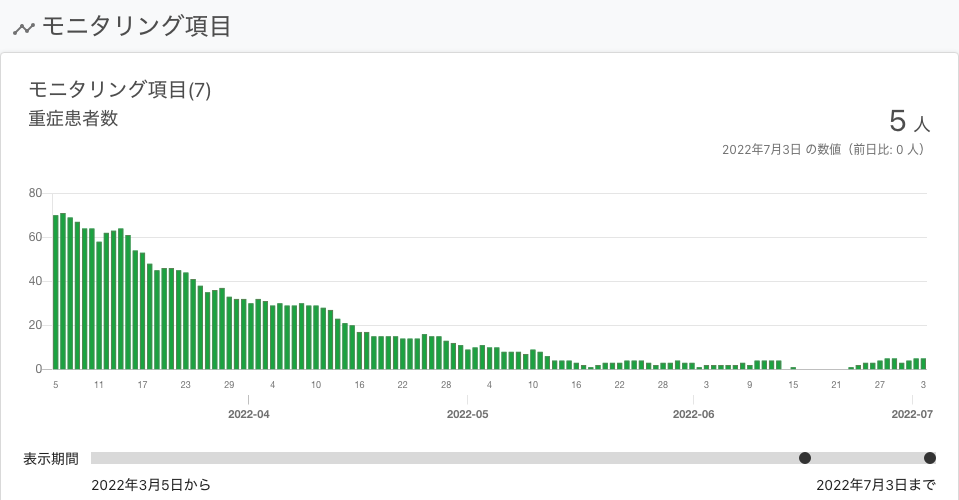 モニタリング項目
モニタリング項目(7)
重症患者数
5 人
2022年7月3日 の数値（前日比: 0 人）
80
60
40
20
0
5 11 17 23 29 4 10 16 22 28 4 10 16 22 28 3 9 15 21 27 3
2022-04 2022-05 2022-06 2022-07
表示期間
2022年3月5日から 2022年7月3日まで